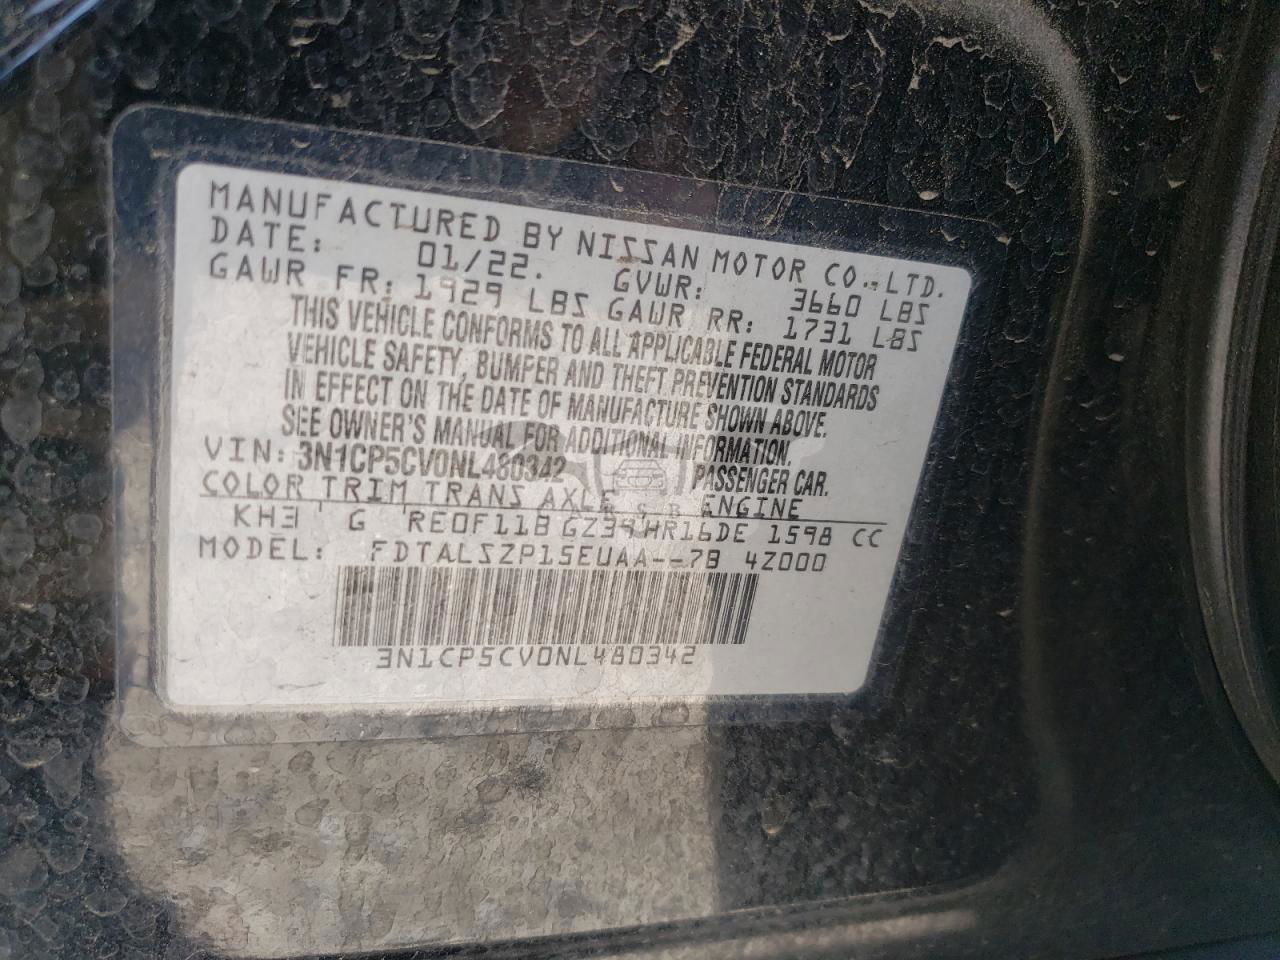 MANUFACTURED BY NISSAN MOTOR CO.,LTD.
DATE: 01/22. GVWR: 3660 LBS
GAWR FR: 1929 LBS GAWR RR: 1731 LBS
THIS VEHICLE CONFORMS TO ALL APPLICABLE FEDERAL MOTOR
VEHICLE SAFETY, BUMPER AND THEFT PREVENTION STANDARDS
IN EFFECT ON THE DATE OF MANUFACTURE SHOWN ABOVE.
SEE OWNER'S MANUAL FOR ADDITIONAL INFORMATION.
VIN: 3N1CP5CV0NL480342 PASSENGER CAR.
COLOR TRIM TRANS AXLE ENGINE
KH3 G RE0F11B GZ39 HR16DE 1598 CC
MODEL: FDTALSZP15EUAA--7B 4Z000
3N1CP5CV0NL480342